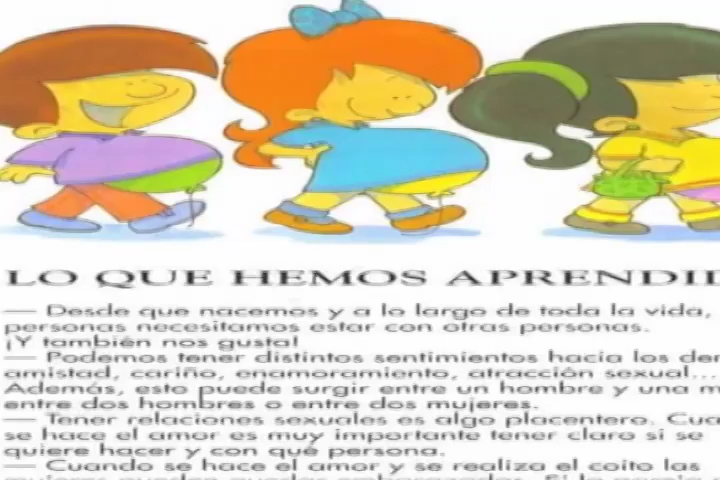 LO QUE HEMOS APRENDI
— Desde que nacemos y a lo largo de toda la vida,
personas necesitamos estar con otras personas.
¡Y también nos gusta!
— Podemos tener distintos sentimientos hacia los
amistad, cariño, enamoramiento, atracción sexual...
Además, esto puede surgir entre un hombre y una
entre dos hombres o entre dos mujeres.
— Tener relaciones sexuales es algo placentero.
se hace el amor es muy importante tener claro si se
quiere hacer y con qué persona.
— Cuando se hace el amor y se realiza el coito las